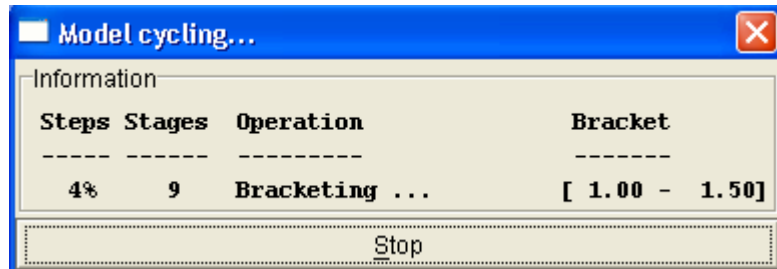 Model cycling...
Information
Steps Stages Operation Bracket
----- ------ --------- -------
4% 9 Bracketing ... [ 1.00 - 1.50]
Stop